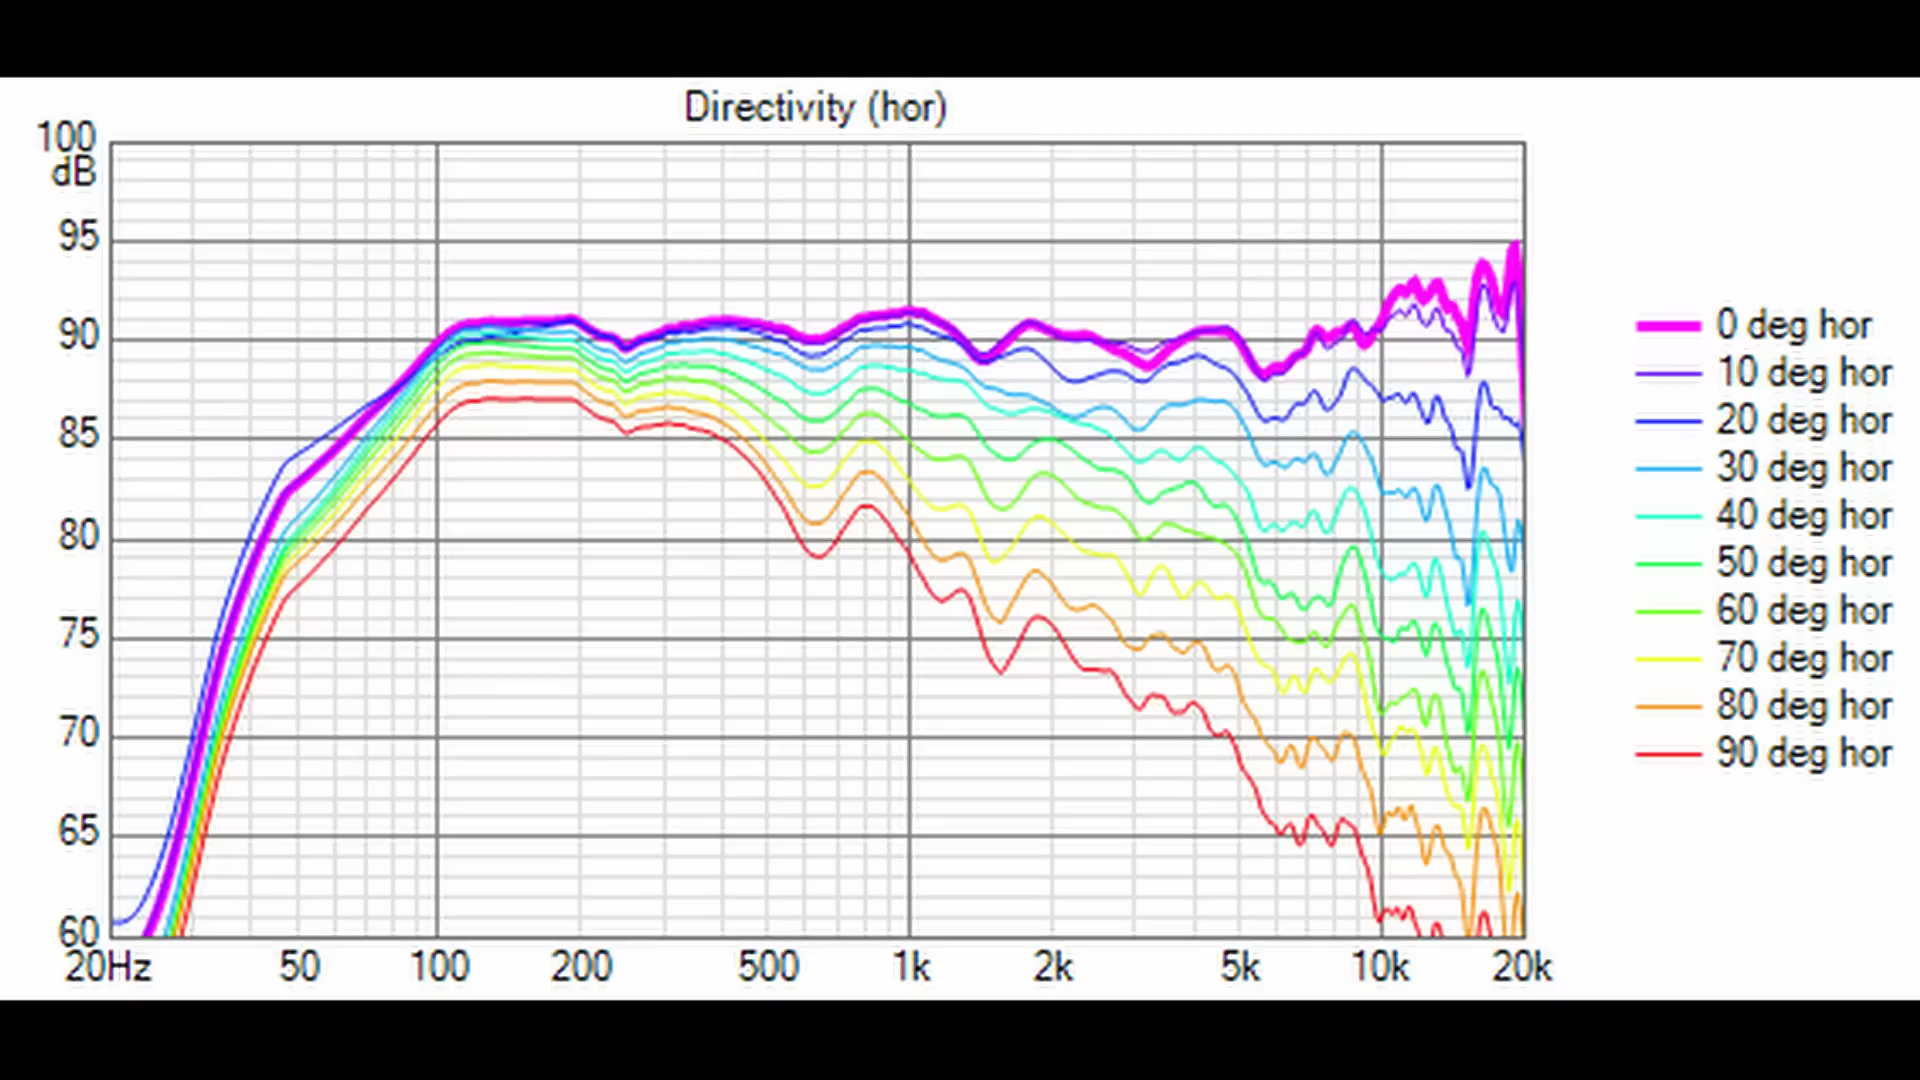 Directivity (hor)
100
dB
95
90
85
80
75
70
65
60
20Hz 50 100 200 500 1k 2k 5k 10k 20k
0 deg hor
10 deg hor
20 deg hor
30 deg hor
40 deg hor
50 deg hor
60 deg hor
70 deg hor
80 deg hor
90 deg hor